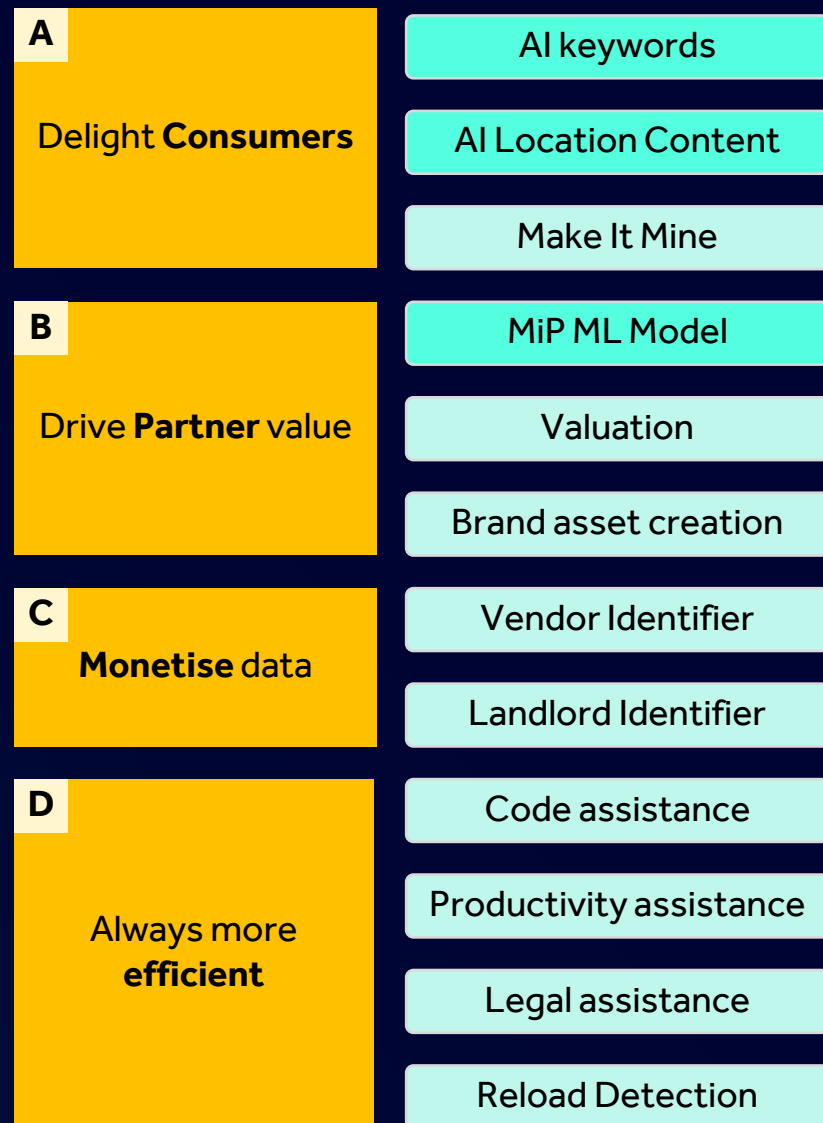 A
Delight Consumers
AI keywords
AI Location Content
Make It Mine
B
Drive Partner value
MiP ML Model
Valuation
Brand asset creation
C
Monetise data
Vendor Identifier
Landlord Identifier
D
Always more
efficient
Code assistance
Productivity assistance
Legal assistance
Reload Detection